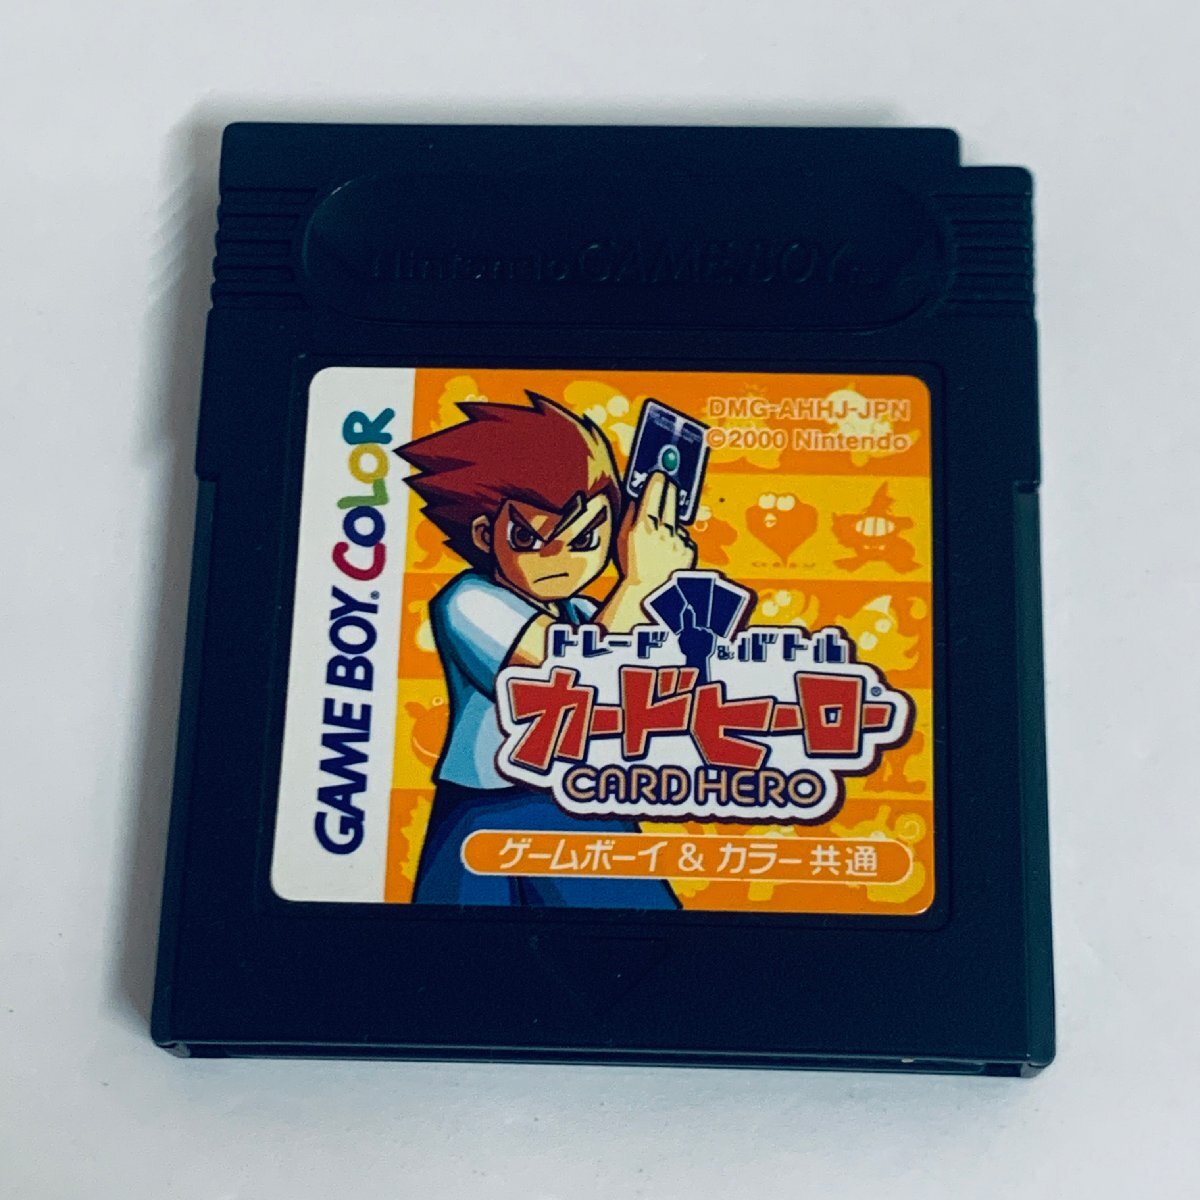 Nintendo GAME BOY TM
GAME BOY COLOR
DMG-AHHJ-JPN
©2000 Nintendo
トレード&バトル
カードヒーロー®
CARD HERO
ゲームボーイ & カラー共通